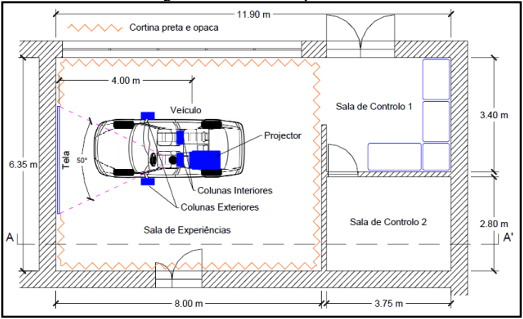 11.90 m
Cortina preta e opaca
4.00 m
Veículo
Sala de Controlo 1
3.40 m
Projector
6.35 m
Tela
50°
Colunas Interiores
Colunas Exteriores
Sala de Controlo 2
2.80 m
Sala de Experiências
A
A'
8.00 m
3.75 m